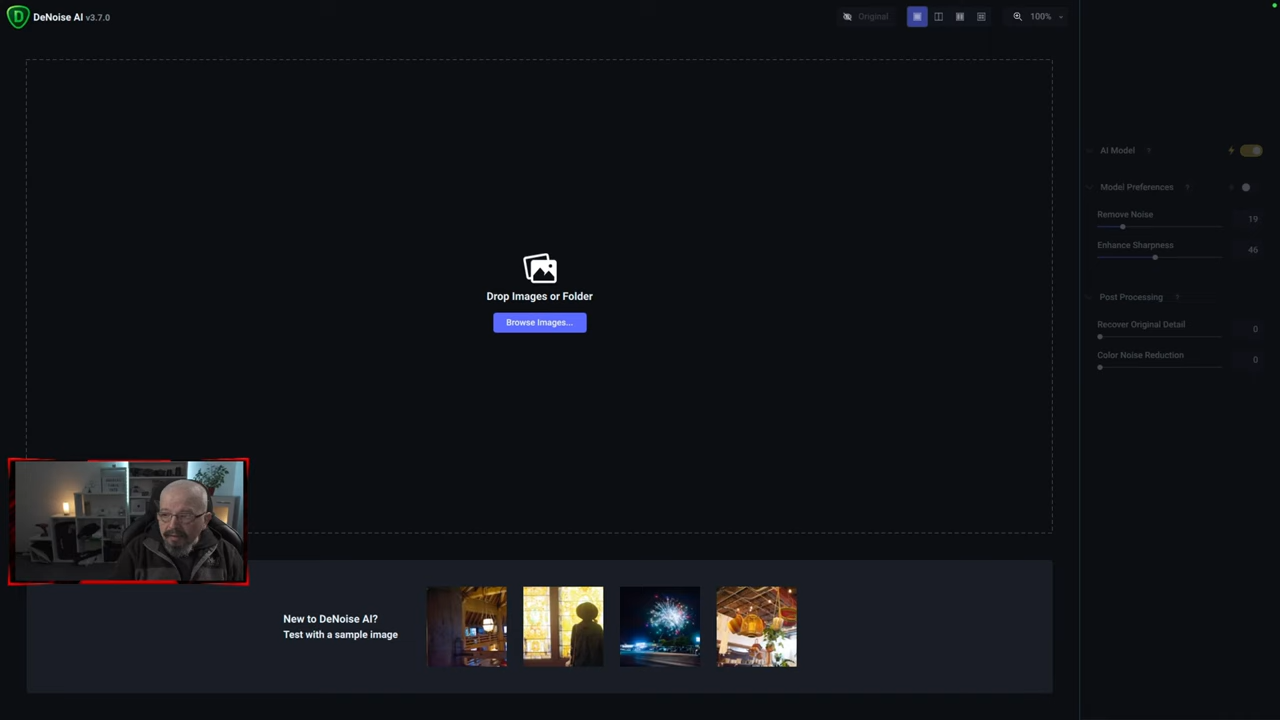 DeNoise AI v3.7.0
Original
100%
Drop Images or Folder
Browse Images...
AI Model ?
Model Preferences ?
Remove Noise 19
Enhance Sharpness 46
Post Processing ?
Recover Original Detail 0
Color Noise Reduction 0
New to DeNoise AI?
Test with a sample image